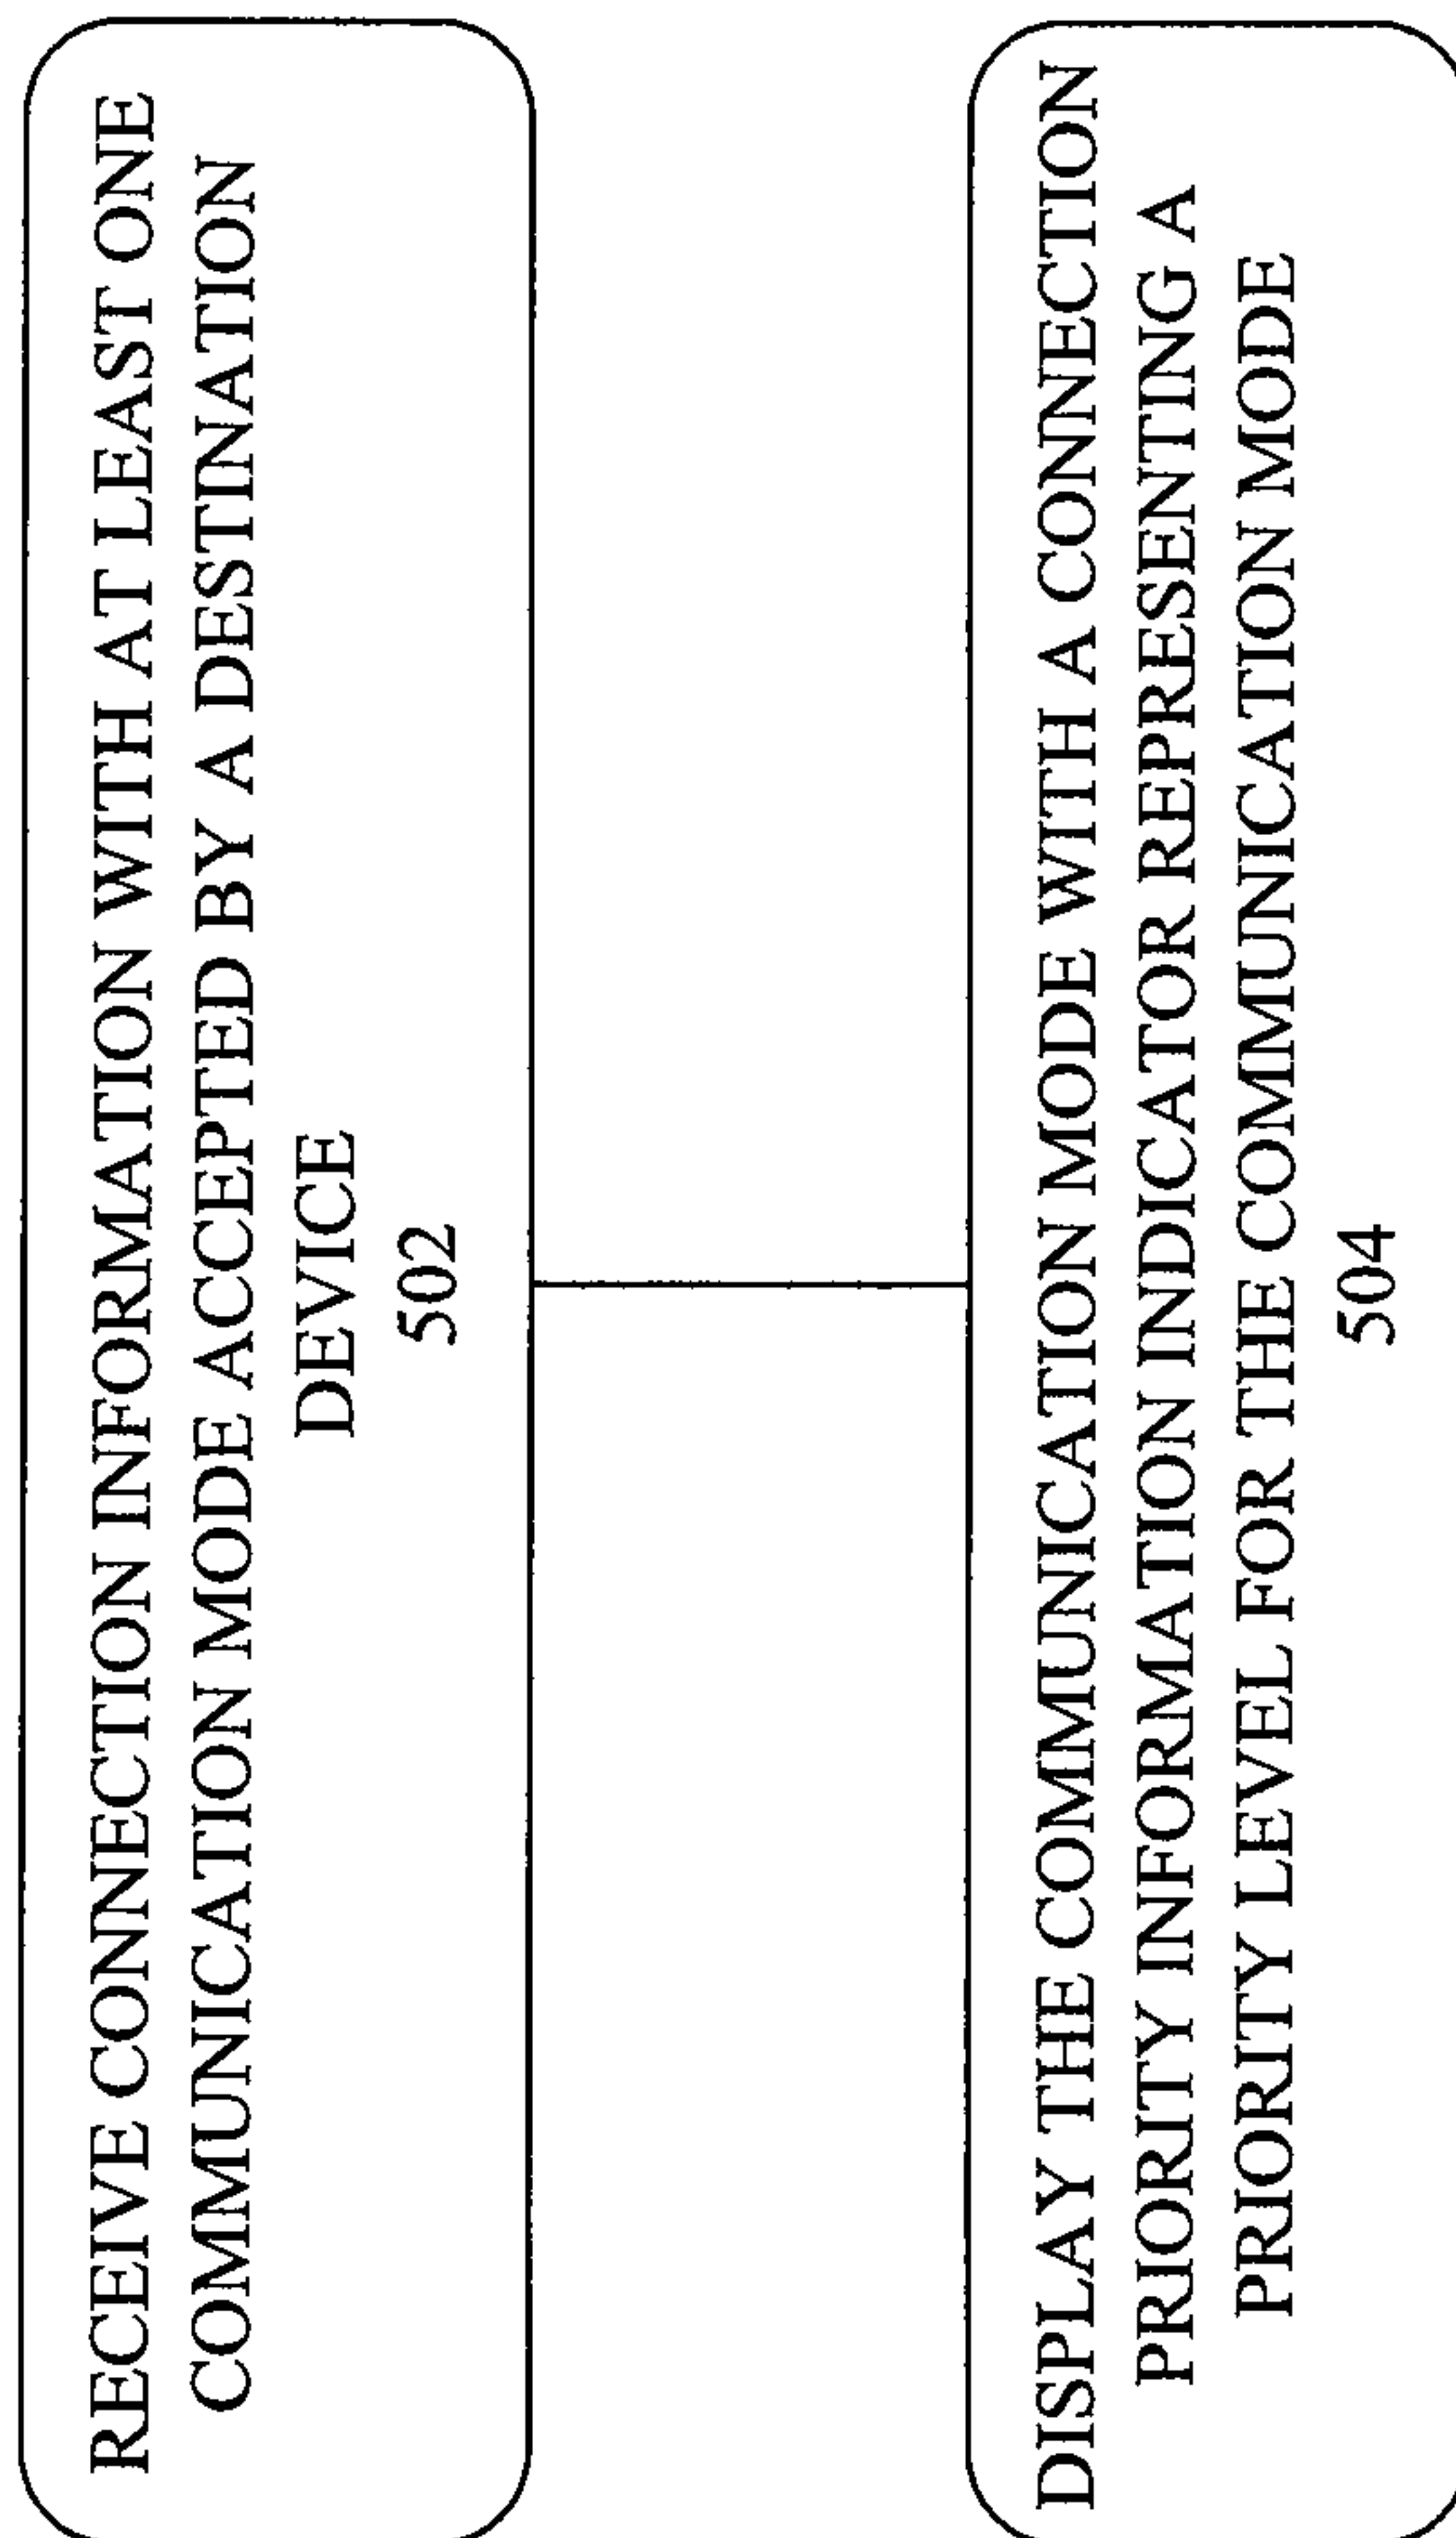 RECEIVE CONNECTION INFORMATION WITH AT LEAST ONE
COMMUNICATION MODE ACCEPTED BY A DESTINATION
DEVICE
502
DISPLAY THE COMMUNICATION MODE WITH A CONNECTION
PRIORITY INFORMATION INDICATOR REPRESENTING A
PRIORITY LEVEL FOR THE COMMUNICATION MODE
504